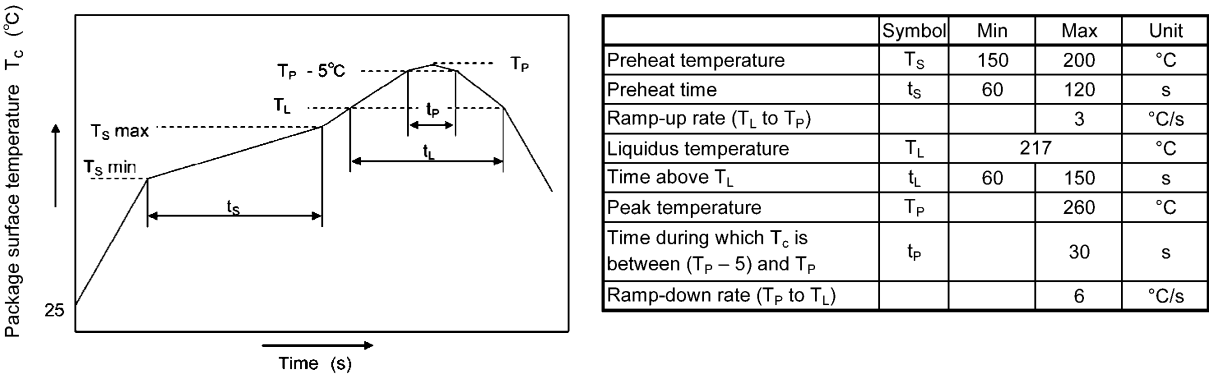 Package surface temperature T_c (°C)
T_P
T_P - 5°C
T_L
t_P
T_S max
t_L
T_S min
t_S
25
Time (s)
Symbol Min Max Unit
Preheat temperature T_S 150 200 °C
Preheat time t_S 60 120 s
Ramp-up rate (T_L to T_P) 3 °C/s
Liquidus temperature T_L 217 °C
Time above T_L t_L 60 150 s
Peak temperature T_P 260 °C
Time during which T_c is
between (T_P – 5) and T_P t_P 30 s
Ramp-down rate (T_P to T_L) 6 °C/s